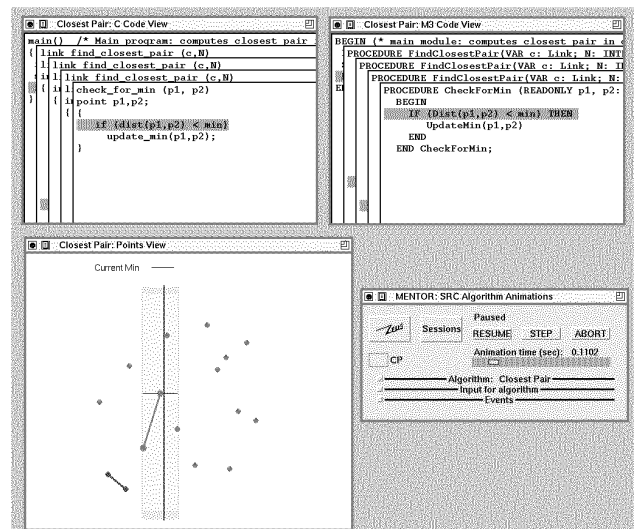 Closest Pair: C Code View
main() /* Main program: computes closest pair
{ link find_closest_pair (c,N)
link find_closest_pair (c,N)
link find_closest_pair (c,N)
check_for_min (p1, p2)
point p1,p2;
{
if (dist(p1,p2) < min)
update_min(p1,p2);
}
}
Closest Pair: M3 Code View
BEGIN (* main module: computes closest pair in
PROCEDURE FindClosestPair(VAR c: Link; N: INT
PROCEDURE FindClosestPair(VAR c: Link; N: I
PROCEDURE FindClosestPair(VAR c: Link; N:
PROCEDURE CheckForMin (READONLY p1, p2:
BEGIN
IF (Dist(p1,p2) < min) THEN
UpdateMin(p1,p2)
END
END CheckForMin;
Closest Pair: Points View
Current Min
MENTOR: SRC Algorithm Animations
Zeus
Sessions
Paused
RESUME STEP ABORT
CP
Animation time (sec): 0.1102
Algorithm: Closest Pair
Input for algorithm
Events